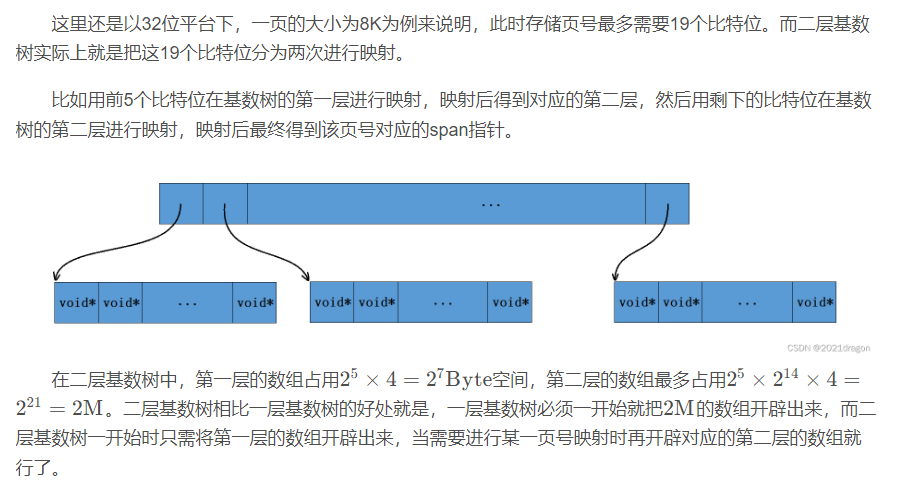 这里还是以32位平台下，一页的大小为8K为例来说明，此时存储页号最多需要19个比特位。而二层基数
树实际上就是把这19个比特位分为两次进行映射。
比如用前5个比特位在基数树的第一层进行映射，映射后得到对应的第二层，然后用剩下的比特位在基数
树的第二层进行映射，映射后最终得到该页号对应的span指针。
...
void* void* ... void* void* void* ... void* void* void* ... void*
CSDN @2021dragon
在二层基数树中，第一层的数组占用2⁵ × 4 = 2⁷Byte空间，第二层的数组最多占用2⁵ × 2¹⁴ × 4 =
2²¹ = 2M。二层基数树相比一层基数树的好处就是，一层基数树必须一开始就把2M的数组开辟出来，而二
层基数树一开始时只需将第一层的数组开辟出来，当需要进行某一页号映射时再开辟对应的第二层的数组就
行了。